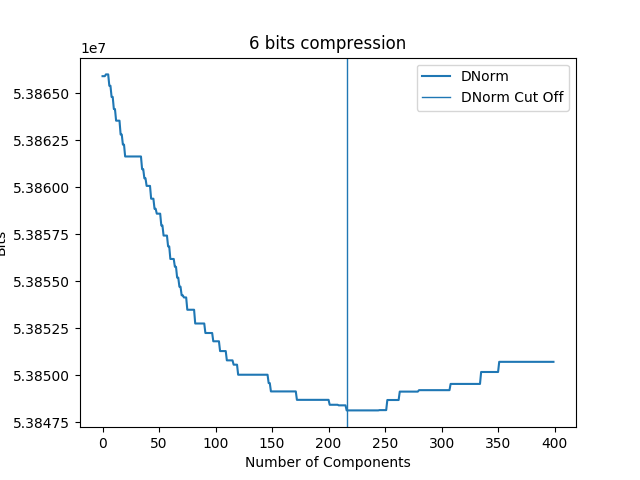 6 bits compression
1e7
DNorm
DNorm Cut Off
5.38650
5.38625
5.38600
5.38575
5.38550
5.38525
5.38500
5.38475
Bits
0 50 100 150 200 250 300 350 400
Number of Components